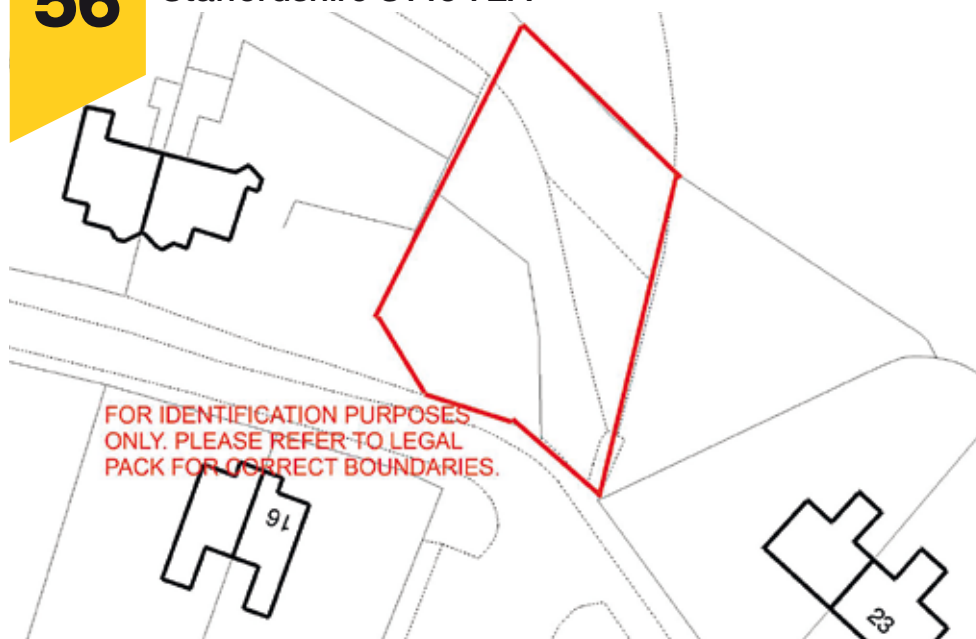 56
FOR IDENTIFICATION PURPOSES
ONLY. PLEASE REFER TO LEGAL
PACK FOR CORRECT BOUNDARIES.
16
23